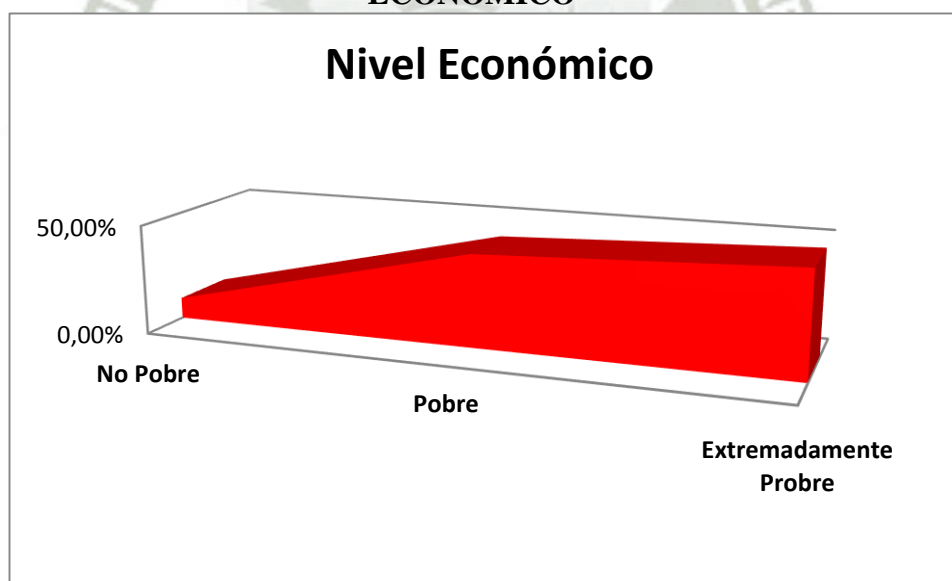 ECONÓMICO
Nivel Económico
50,00%
0,00%
No Pobre
Pobre
Extremadamente
Probre